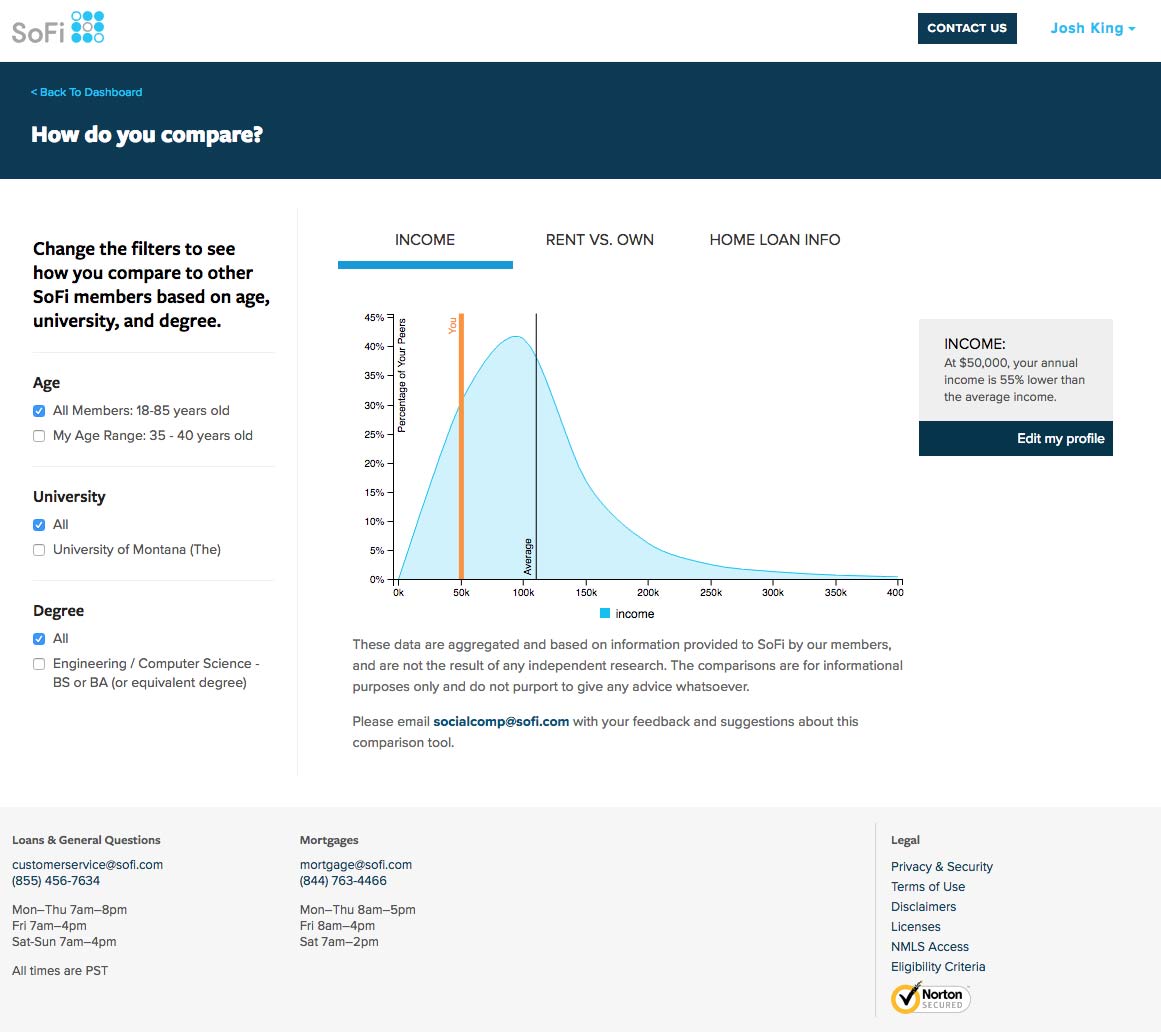 SoFi
CONTACT US
Josh King
< Back To Dashboard
How do you compare?
Change the filters to see
how you compare to other
SoFi members based on age,
university, and degree.
Age
All Members: 18-85 years old
My Age Range: 35 - 40 years old
University
All
University of Montana (The)
Degree
All
Engineering / Computer Science -
BS or BA (or equivalent degree)
INCOME
RENT VS. OWN
HOME LOAN INFO
45%
40%
35%
30%
25%
20%
15%
10%
5%
0%
Percentage of Your Peers
You
Average
0k
50k
100k
150k
200k
250k
300k
350k
400
income
INCOME:
At $50,000, your annual
income is 55% lower than
the average income.
Edit my profile
These data are aggregated and based on information provided to SoFi by our members,
and are not the result of any independent research. The comparisons are for informational
purposes only and do not purport to give any advice whatsoever.
Please email socialcomp@sofi.com with your feedback and suggestions about this
comparison tool.
Loans & General Questions
customerservice@sofi.com
(855) 456-7634
Mon–Thu 7am–8pm
Fri 7am–4pm
Sat-Sun 7am–4pm
All times are PST
Mortgages
mortgage@sofi.com
(844) 763-4466
Mon–Thu 8am–5pm
Fri 8am–4pm
Sat 7am–2pm
Legal
Privacy & Security
Terms of Use
Disclaimers
Licenses
NMLS Access
Eligibility Criteria
Norton
SECURED